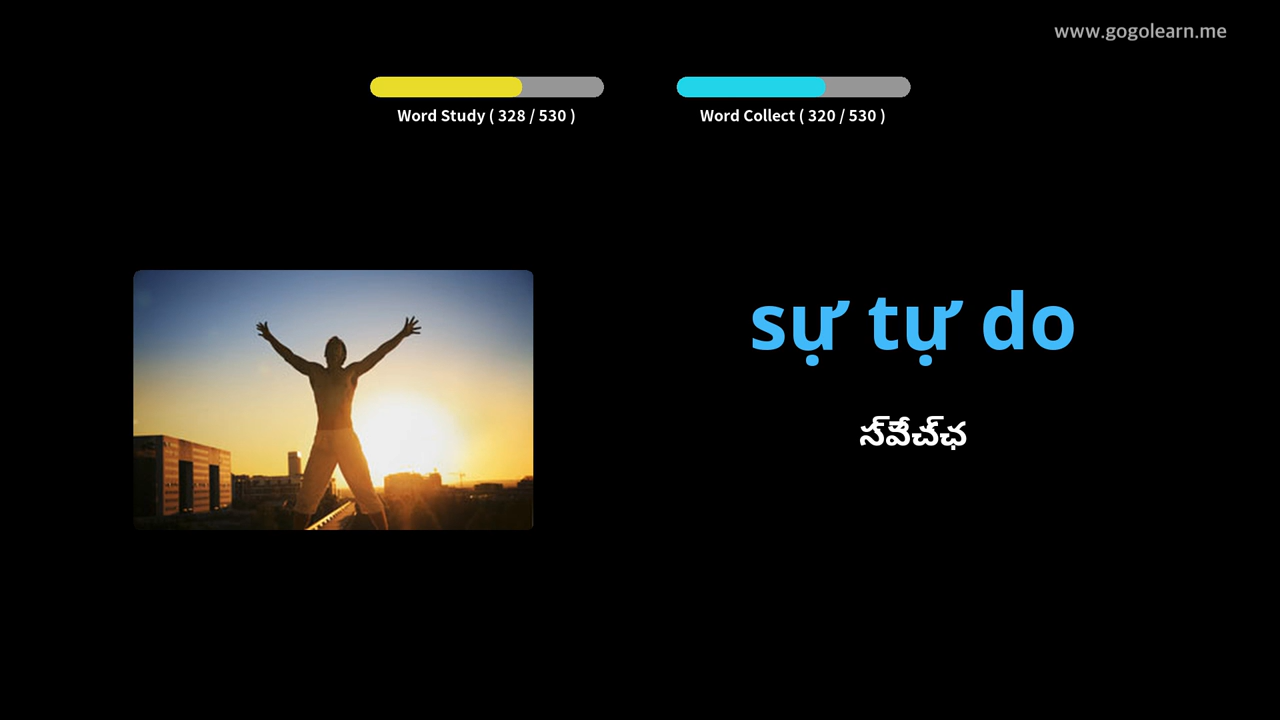 www.gogolearn.me
Word Study ( 328 / 530 )
Word Collect ( 320 / 530 )
sự tự do
స్వేచ్ఛ